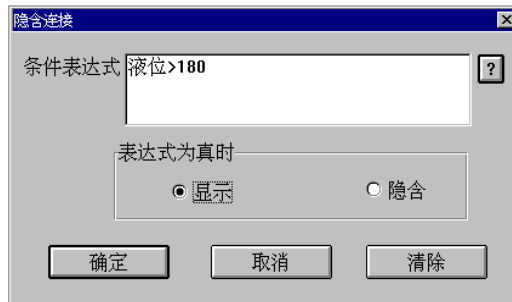 隐含连接
条件表达式 液位>180 ?
表达式为真时
显示 隐含
确定 取消 清除